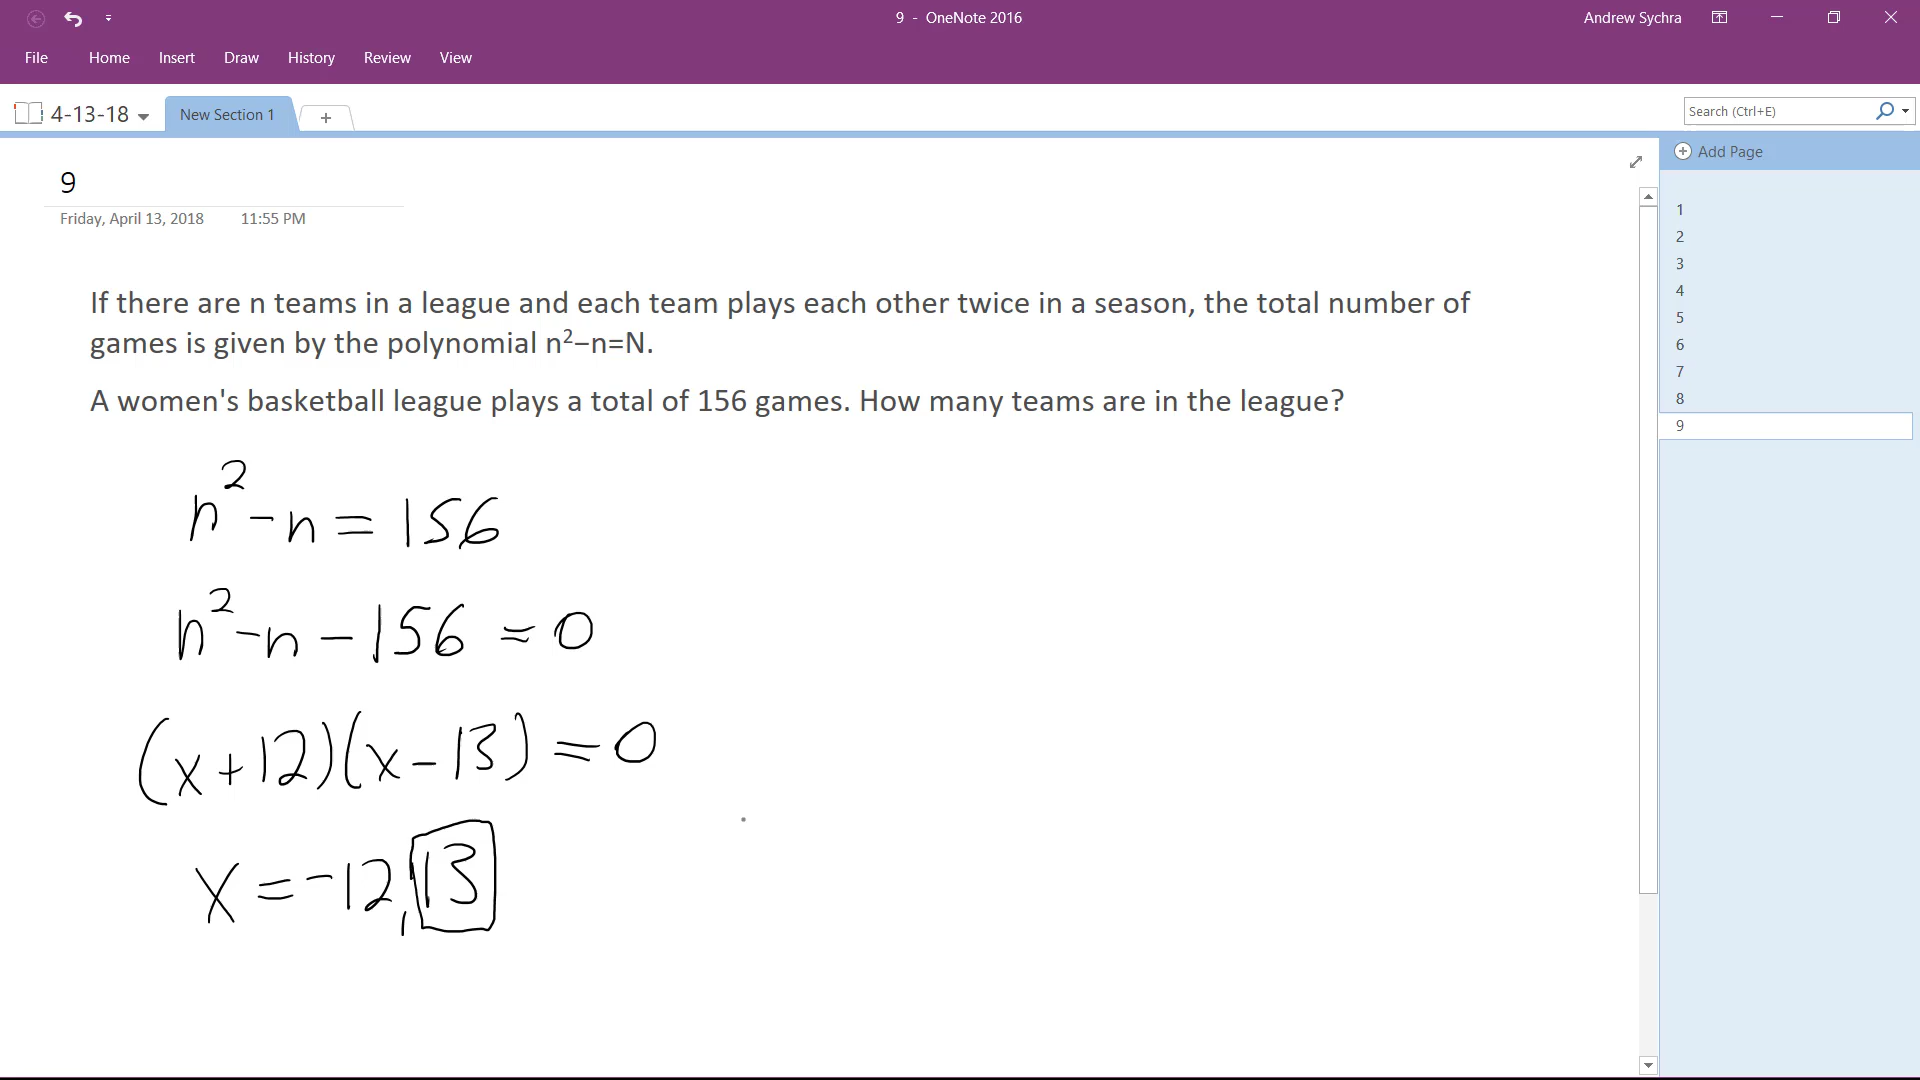 9 - OneNote 2016
Andrew Sychra
File Home Insert Draw History Review View
4-13-18 New Section 1 +
Search (Ctrl+E)
Add Page
9
Friday, April 13, 2018 11:55 PM
If there are n teams in a league and each team plays each other twice in a season, the total number of
games is given by the polynomial n²−n=N.
A women's basketball league plays a total of 156 games. How many teams are in the league?
n² - n = 156
n² - n - 156 = 0
(x + 12)(x - 13) = 0
x = -12, 13
1
2
3
4
5
6
7
8
9